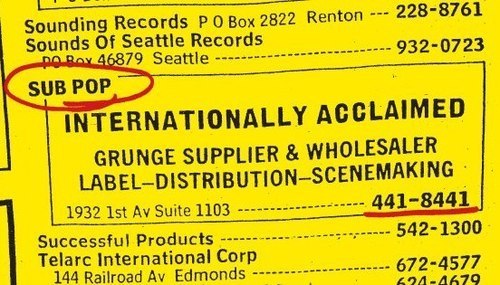 Sounding Records P O Box 2822 Renton -- 228-8761
Sounds Of Seattle Records
PO Box 46879 Seattle ---------------- 932-0723
SUB POP
INTERNATIONALLY ACCLAIMED
GRUNGE SUPPLIER & WHOLESALER
LABEL–DISTRIBUTION–SCENEMAKING
1932 1st Av Suite 1103 ---------------- 441-8441
Successful Products ---------------- 542-1300
Telarc International Corp
144 Railroad Av Edmonds ---------------- 672-4577
624-4679